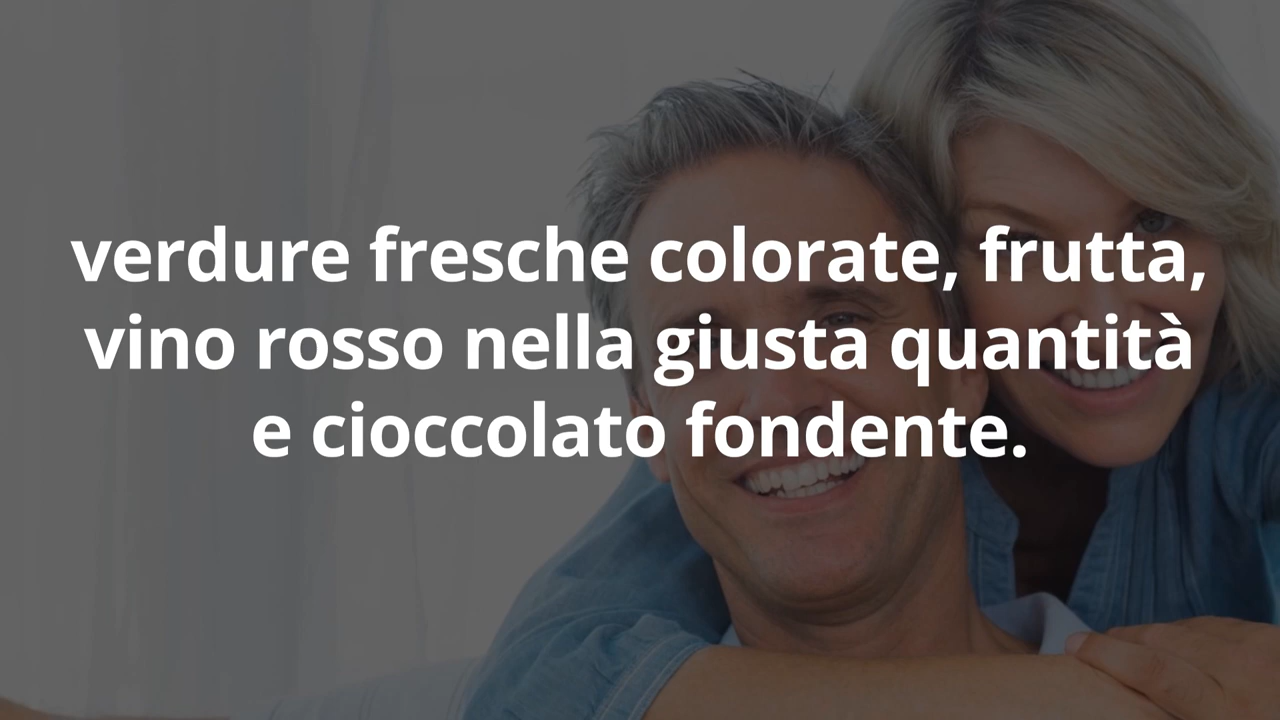 verdure fresche colorate, frutta,
vino rosso nella giusta quantità
e cioccolato fondente.